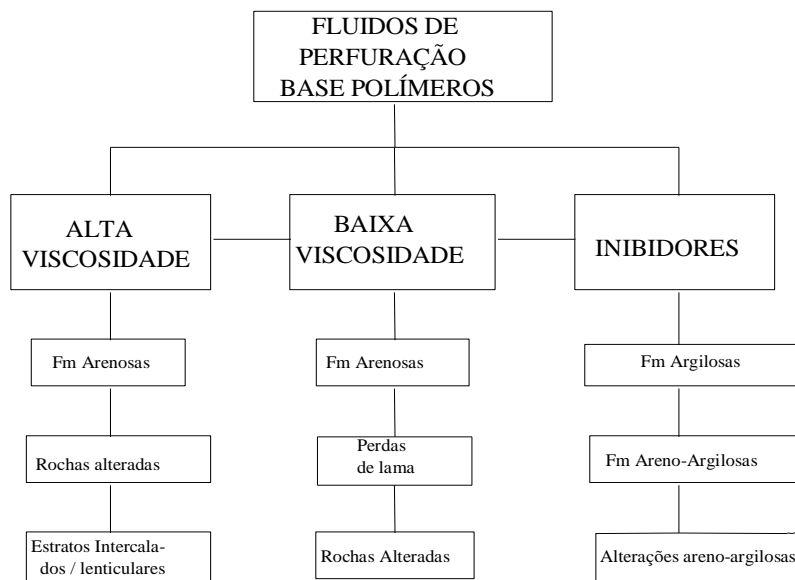 FLUIDOS DE
PERFURAÇÃO
BASE POLÍMEROS
ALTA
VISCOSIDADE
BAIXA
VISCOSIDADE
INIBIDORES
Fm Arenosas
Fm Arenosas
Fm Argilosas
Rochas alteradas
Perdas
de lama
Fm Areno-Argilosas
Estratos Intercala-
dos / lenticulares
Rochas Alteradas
Alterações areno-argilosas